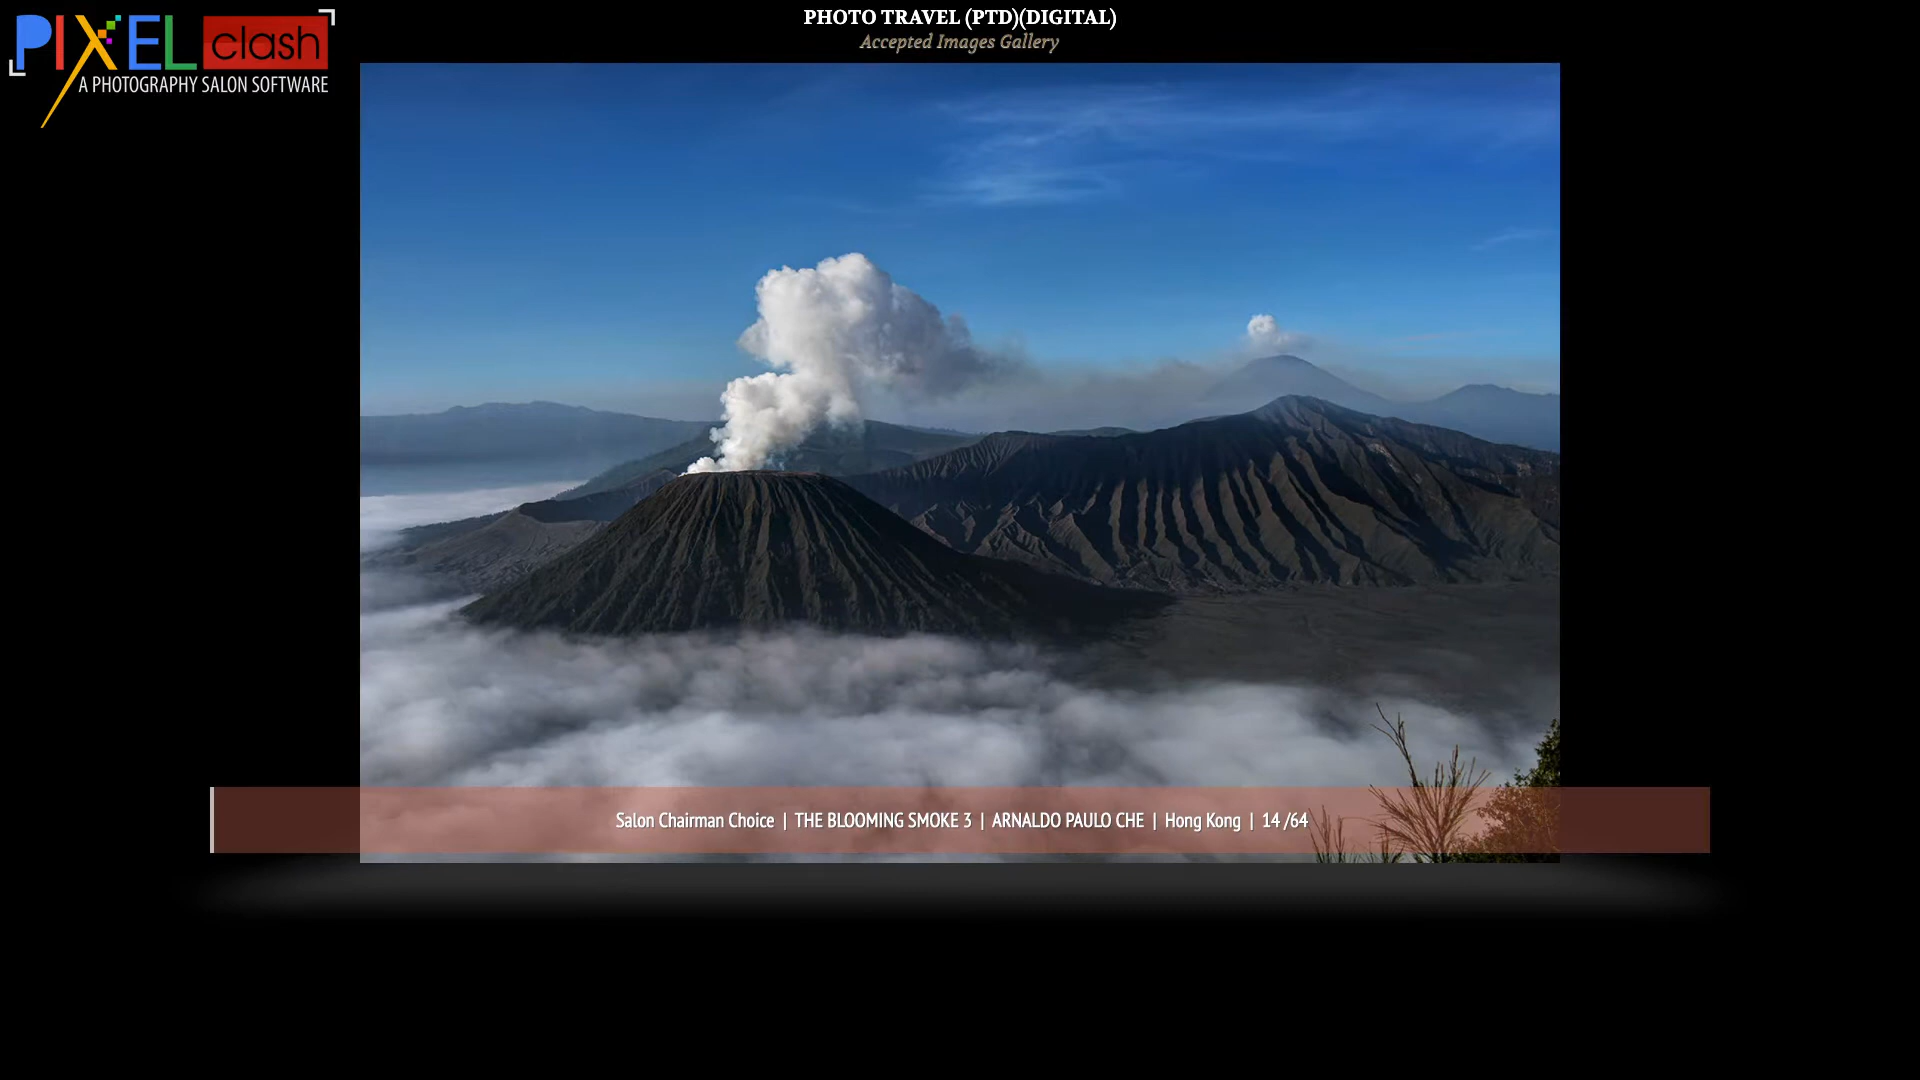 PIXEL clash
A PHOTOGRAPHY SALON SOFTWARE
PHOTO TRAVEL (PTD)(DIGITAL)
Accepted Images Gallery
Salon Chairman Choice | THE BLOOMING SMOKE 3 | ARNALDO PAULO CHE | Hong Kong | 14 /64